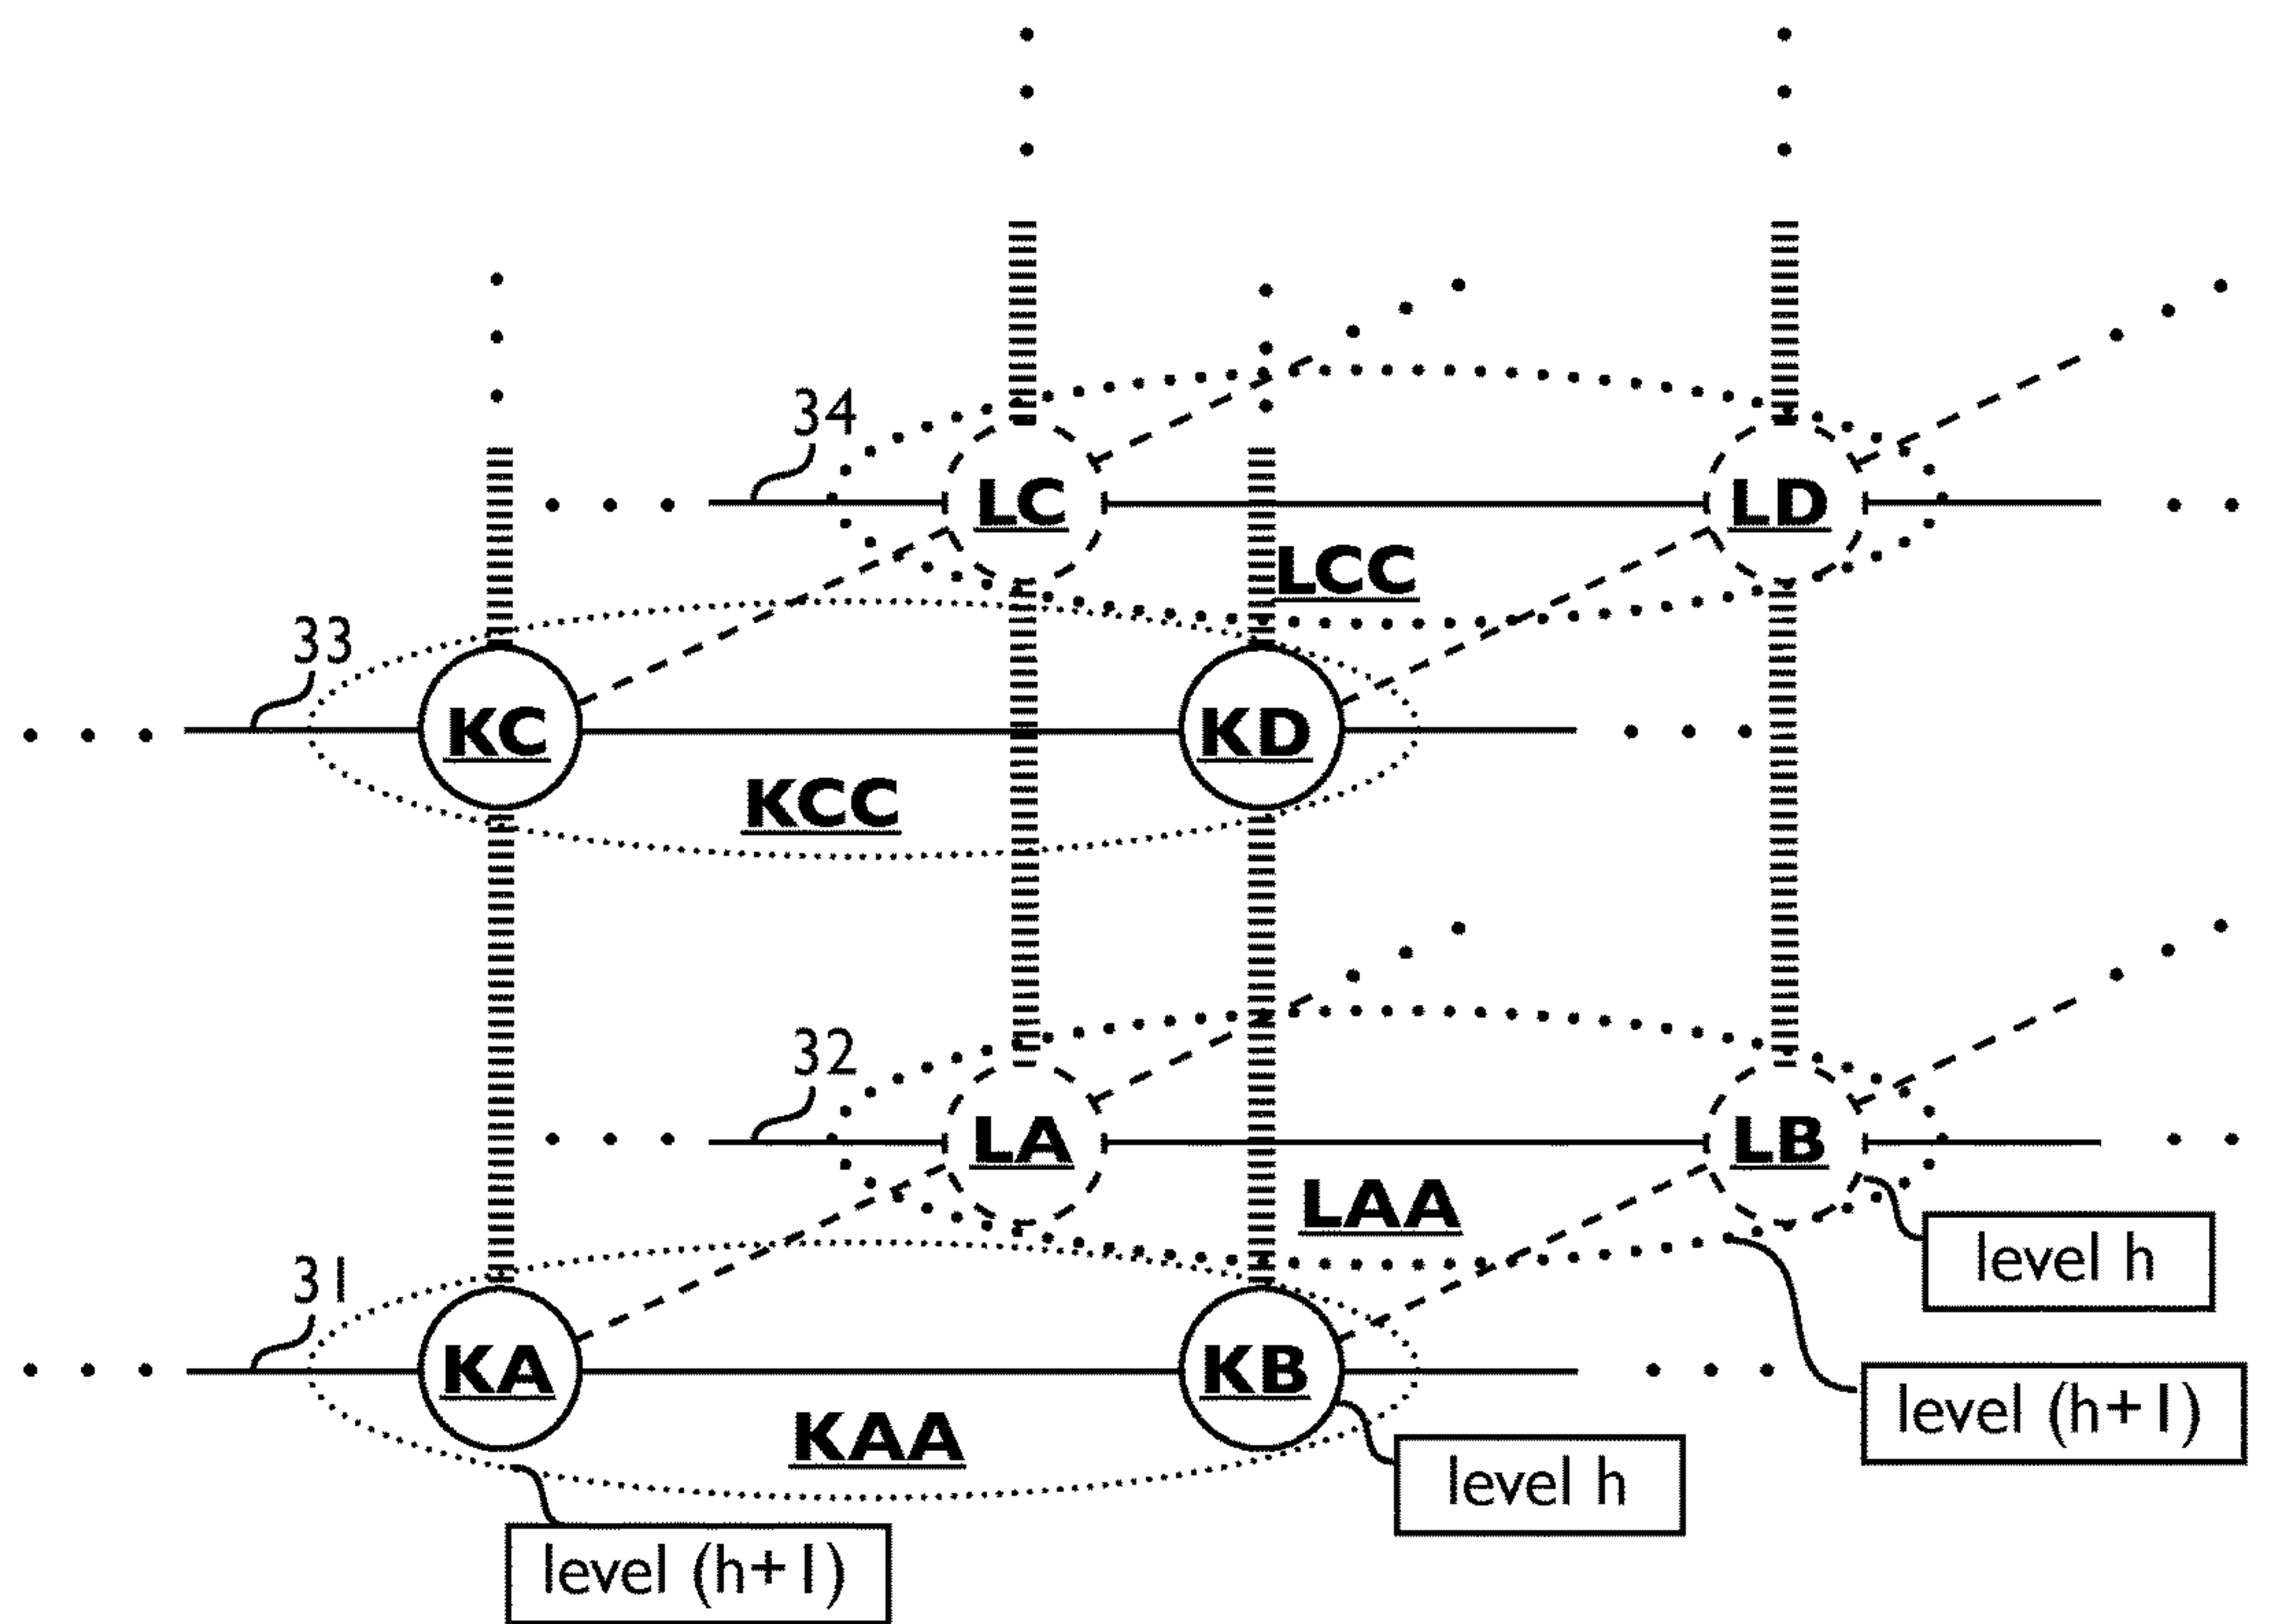 34
LC
LD
LCC
33
KC
KD
KCC
32
LA
LB
LAA
level h
31
KA
KB
level (h+1)
KAA
level h
level (h+1)